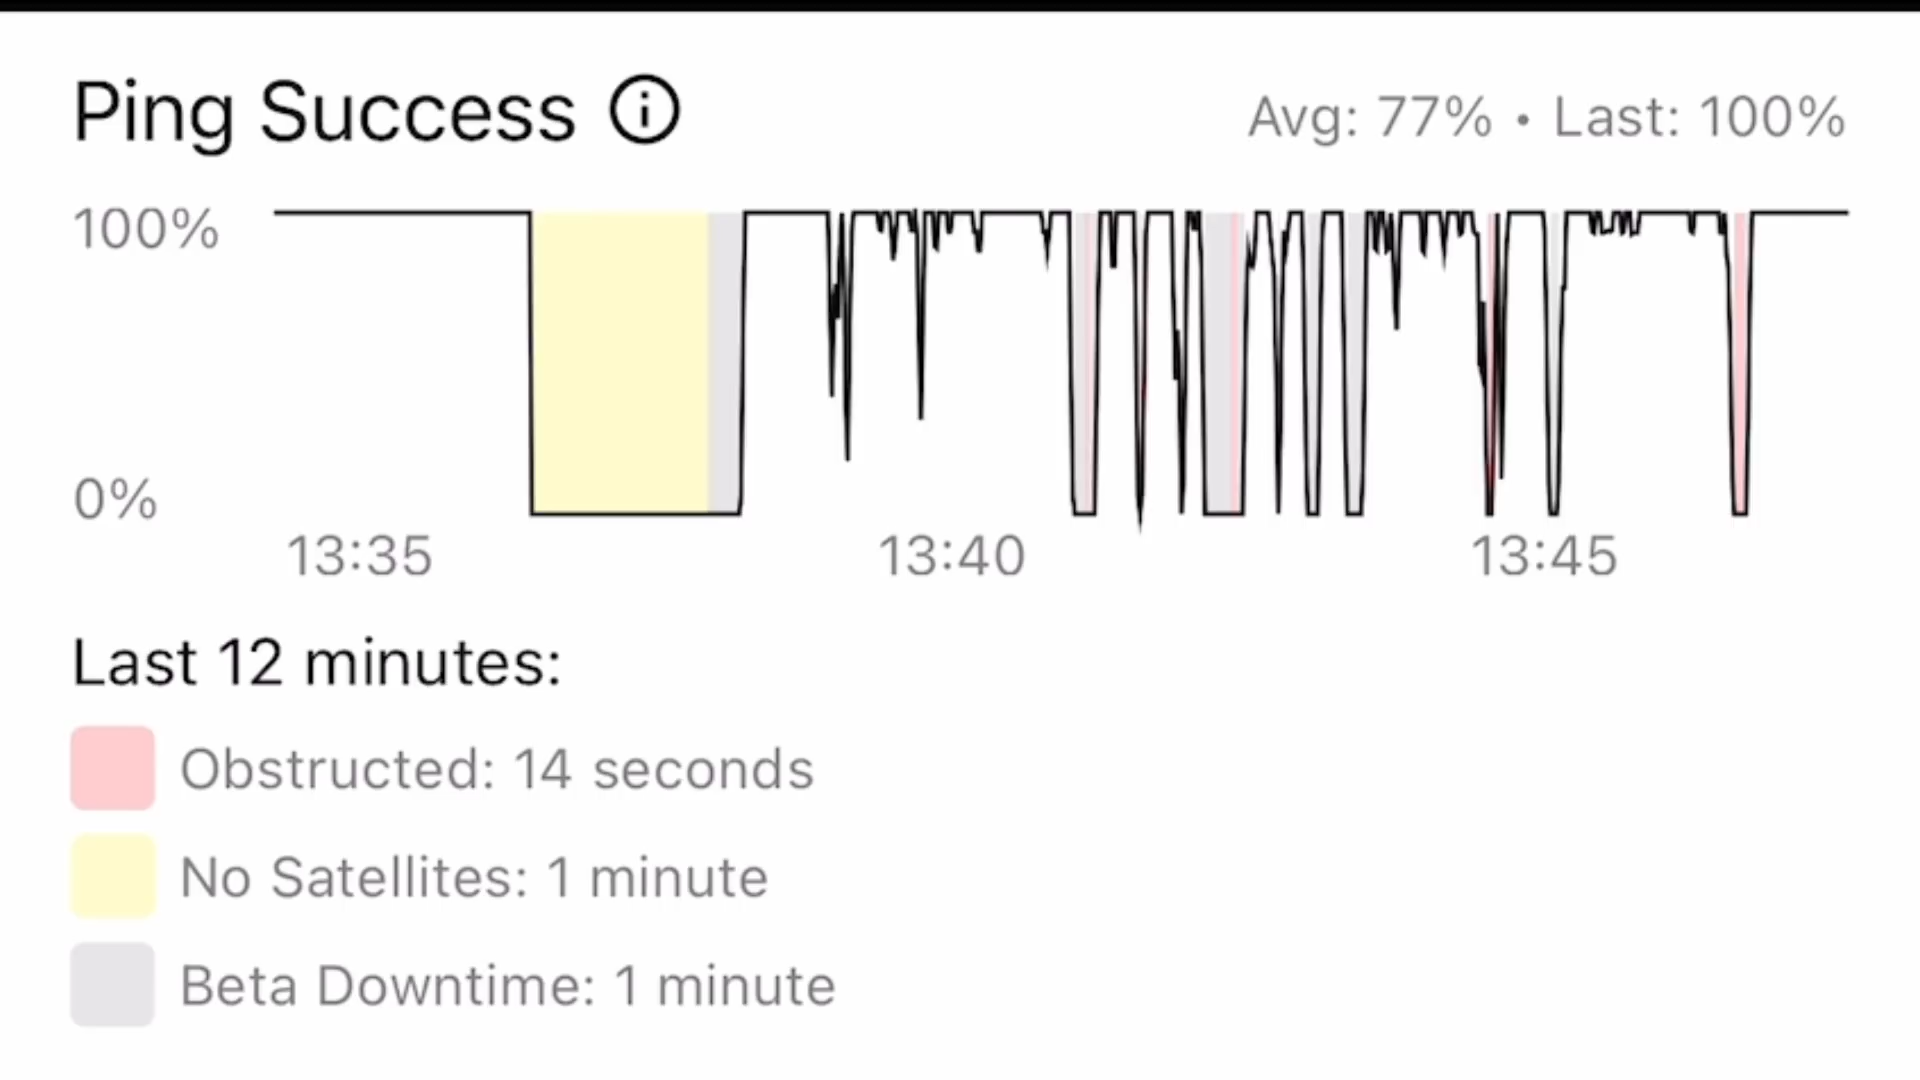 Ping Success
Avg: 77% • Last: 100%
100%
0%
13:35
13:40
13:45
Last 12 minutes:
Obstructed: 14 seconds
No Satellites: 1 minute
Beta Downtime: 1 minute